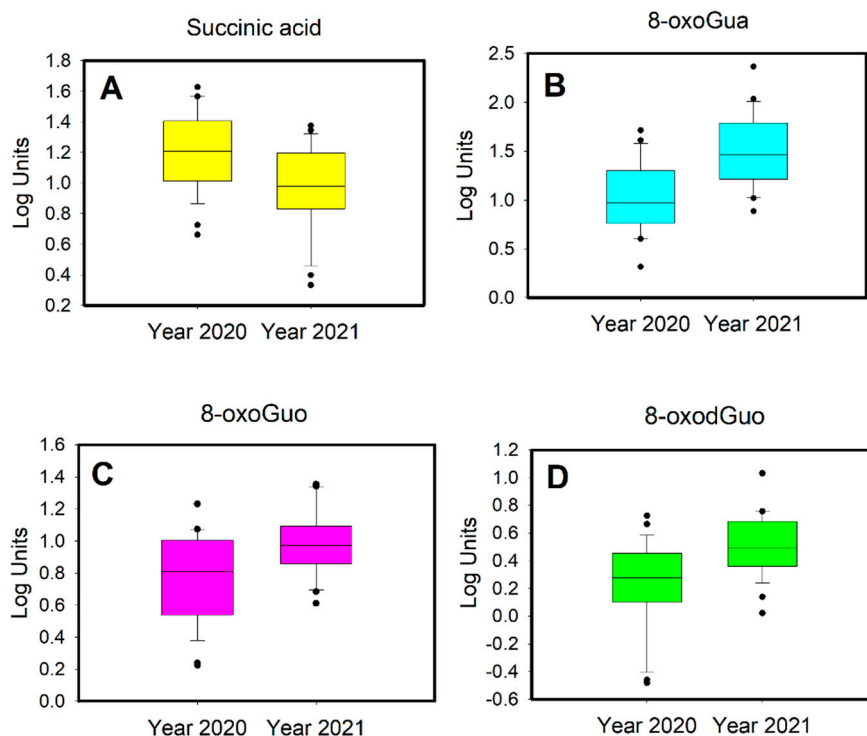 Succinic acid
A
Log Units
1.8
1.6
1.4
1.2
1.0
0.8
0.6
0.4
0.2
Year 2020 Year 2021
8-oxoGua
B
Log Units
2.5
2.0
1.5
1.0
0.5
0.0
Year 2020 Year 2021
8-oxoGuo
C
Log Units
1.6
1.4
1.2
1.0
0.8
0.6
0.4
0.2
0.0
Year 2020 Year 2021
8-oxodGuo
D
Log Units
1.2
1.0
0.8
0.6
0.4
0.2
0.0
-0.2
-0.4
-0.6
Year 2020 Year 2021